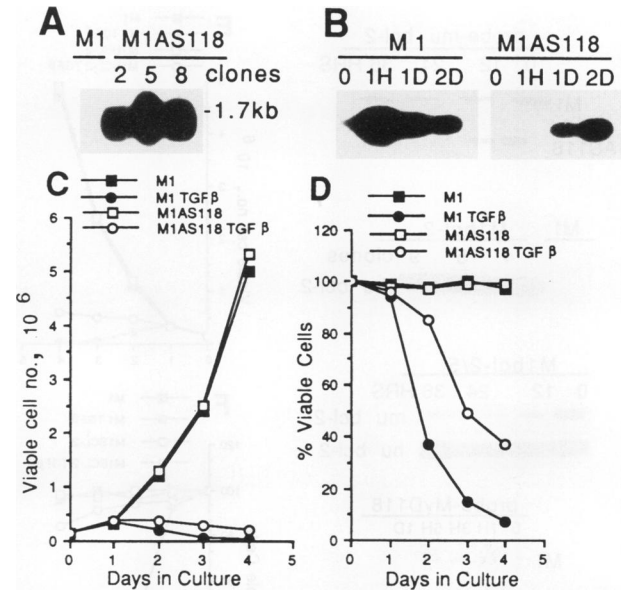 A
M1 M1AS118
2 5 8 clones
-1.7kb
B
M1 M1AS118
0 1H 1D 2D 0 1H 1D 2D
C
M1
M1 TGFβ
M1AS118
M1AS118 TGFβ
Viable cell no., 10 6
6
5
4
3
2
1
0
0 1 2 3 4 5
Days in Culture
D
M1
M1 TGFβ
M1AS118
M1AS118 TGF β
% Viable Cells
120
100
80
60
40
20
0
0 1 2 3 4 5
Days in Culture